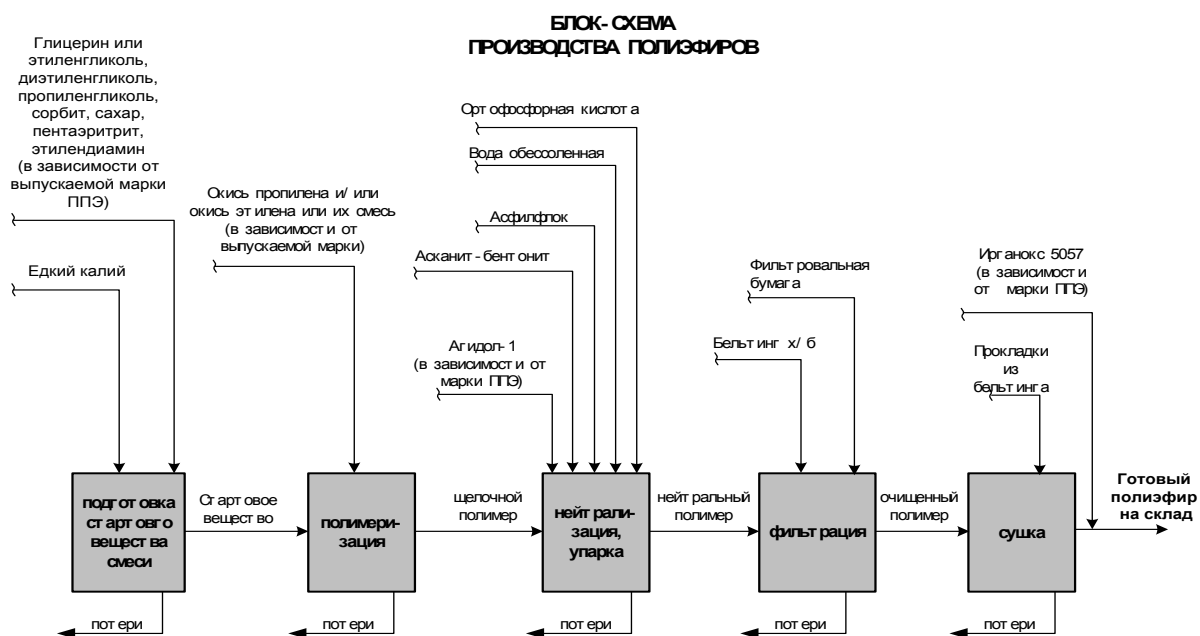 БЛОК-СХЕМА
ПРОИЗВОДСТВА ПОЛИЭФИРОВ
Глицерин или
этиленгликоль,
диэтиленгликоль,
пропиленгликоль,
сорбит, сахар,
пентаэритрит,
этилендиамин
(в зависимости от
выпускаемой марки
ППЭ)
Едкий калий
Окись пропилена и/ или
окись этилена или их смесь
(в зависимости от
выпускаемой марки)
Ортофосфорная кислота
Вода обессоленная
Асфилфлок
Асканит-бентонит
Агидол-1
(в зависимости от
марки ППЭ)
Фильтровальная
бумага
Бельтинг х/ б
Ирганокс 5057
(в зависимости
от марки ППЭ)
Прокладки
из
бельтинга
подготовка
стартовго
вещества
смеси
Стартовое
вещество
полимери-
зация
щелочной
полимер
нейтрали-
зация,
упарка
нейтральный
полимер
фильтрация
очищенный
полимер
сушка
Готовый
полиэфир
на склад
потери
потери
потери
потери
потери